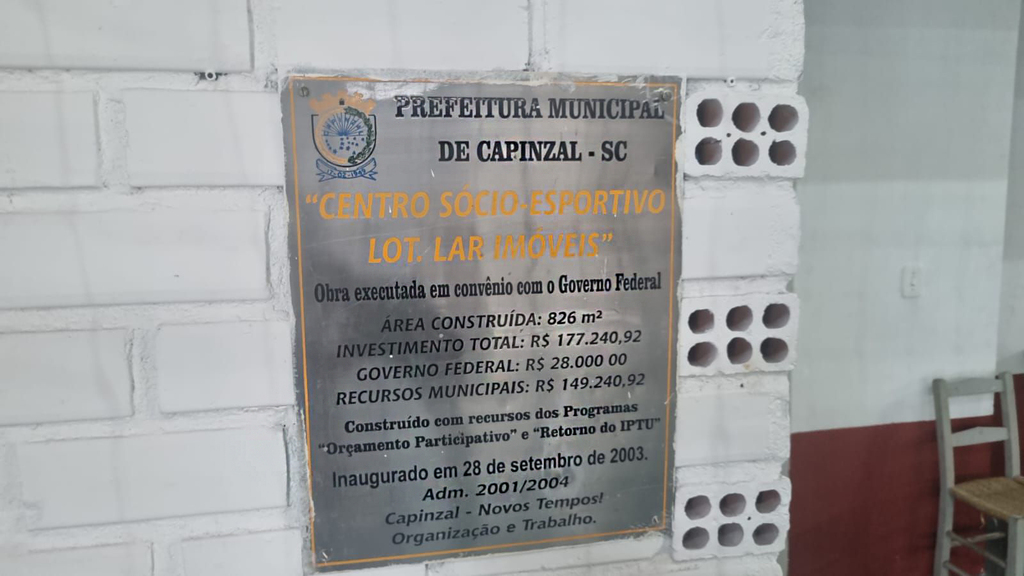 PREFEITURA MUNICIPAL
DE CAPINZAL - SC
"CENTRO SÓCIO-ESPORTIVO
LOT. LAR IMÓVEIS"
Obra executada em convênio com o Governo Federal
ÁREA CONSTRUÍDA: 826 m²
INVESTIMENTO TOTAL: R$ 177.240,92
GOVERNO FEDERAL: R$ 28.000 00
RECURSOS MUNICIPAIS: R$ 149.240,92
Construído com recursos dos Programas
"Orçamento Participativo" e "Retorno do IPTU"
Inaugurado em 28 de setembro de 2003.
Adm. 2001/2004
Capinzal - Novos Tempos!
Organização e Trabalho.